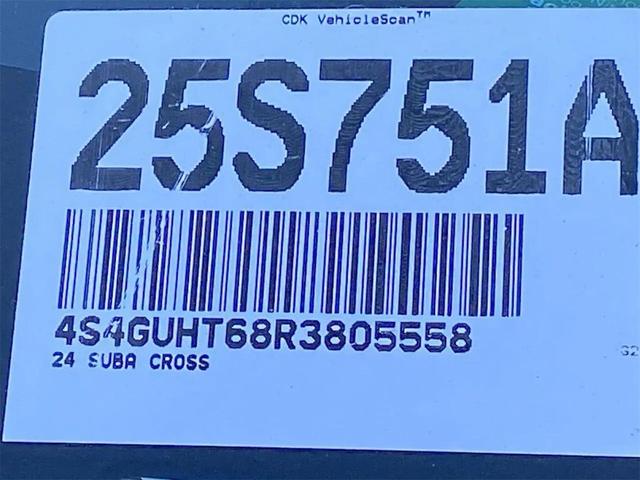 CDK VehicleScan™
25S751A
4S4GUHT68R3805558
24 SUBA CROSS